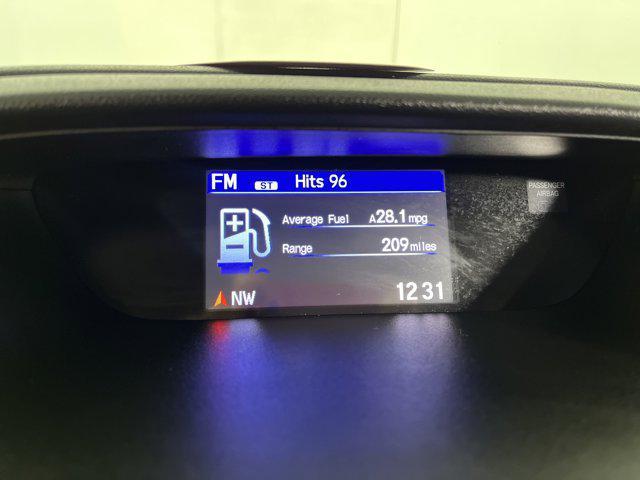 FM ST Hits 96
Average Fuel A28.1 mpg
Range 209 miles
NW 12 31
PASSENGER
AIRBAG